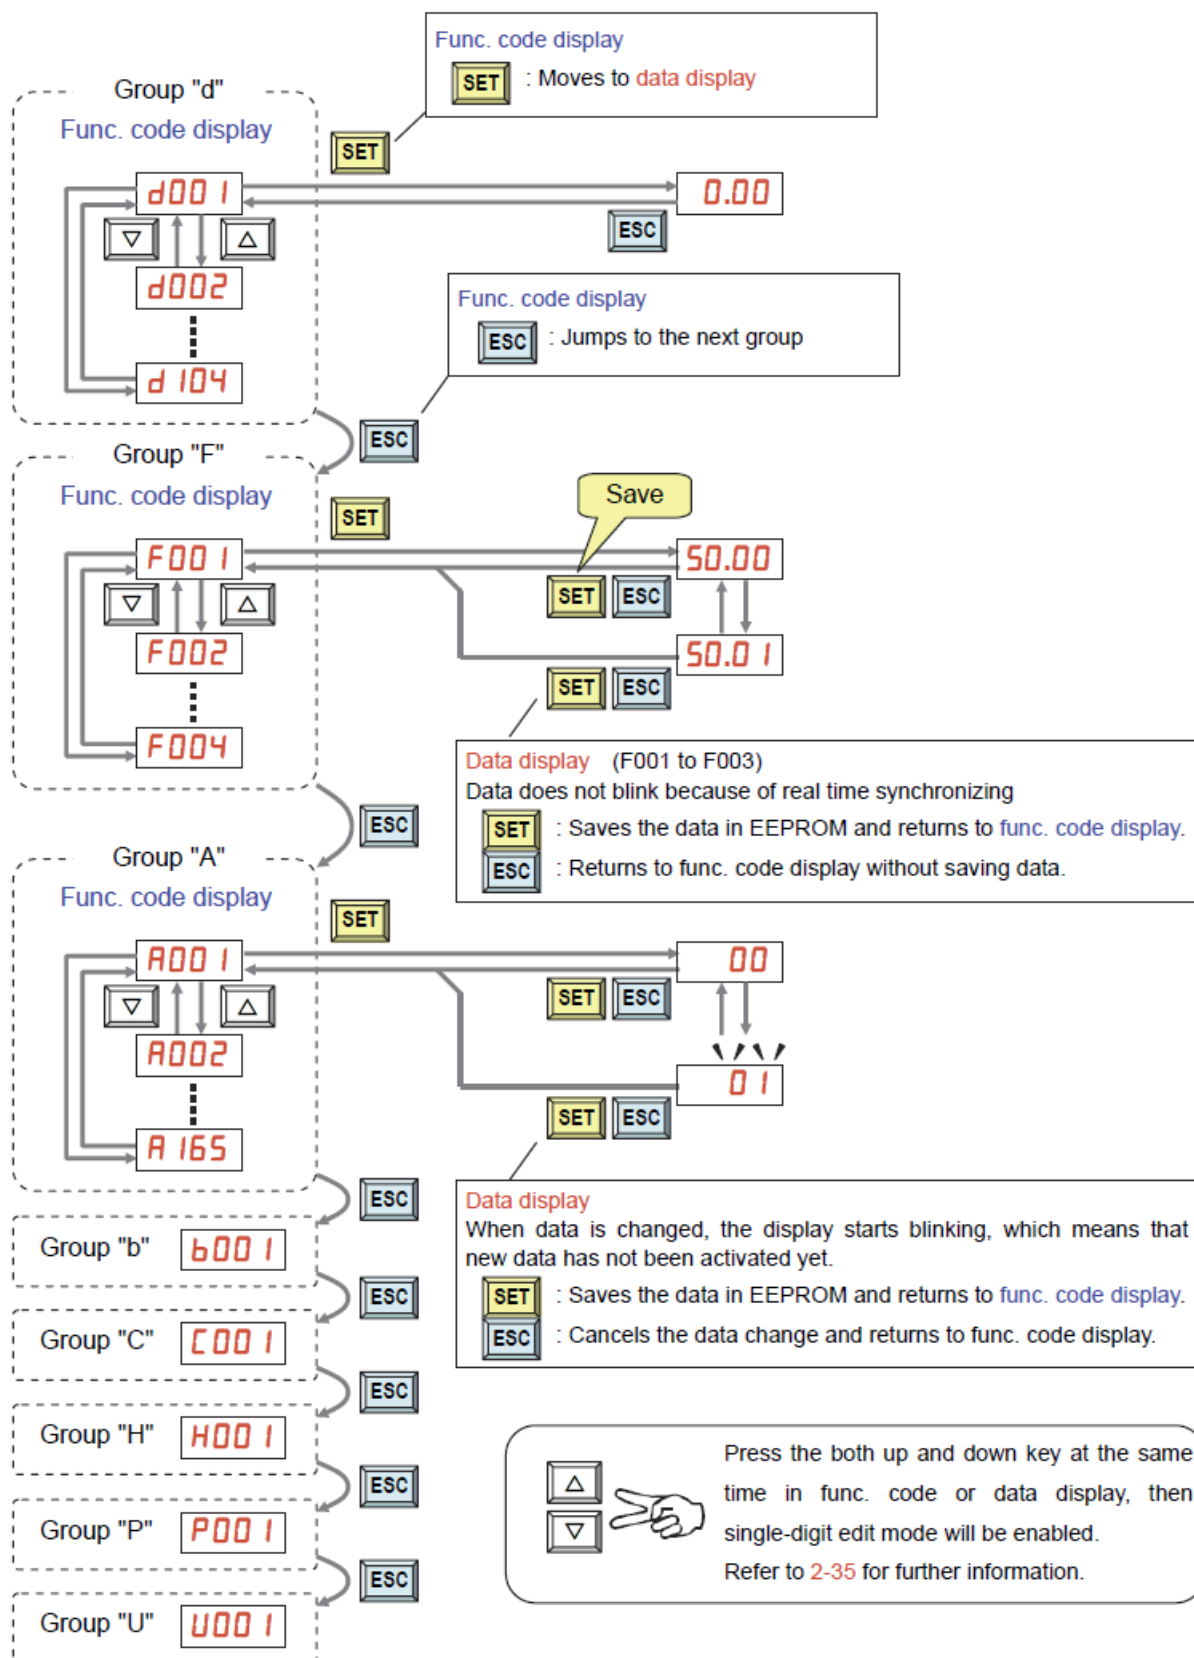 Func. code display
SET : Moves to data display
Group "d"
Func. code display
SET
d001
0.00
ESC
d002
Func. code display
ESC : Jumps to the next group
d104
ESC
Group "F"
Func. code display
SET
Save
F001
50.00
SET ESC
F002
50.01
SET ESC
F004
Data display (F001 to F003)
Data does not blink because of real time synchronizing
SET : Saves the data in EEPROM and returns to func. code display.
ESC : Returns to func. code display without saving data.
ESC
Group "A"
Func. code display
SET
A001
00
SET ESC
A002
01
SET ESC
A165
ESC
Data display
When data is changed, the display starts blinking, which means that
new data has not been activated yet.
SET : Saves the data in EEPROM and returns to func. code display.
ESC : Cancels the data change and returns to func. code display.
Group "b" b001
ESC
Group "C" C001
ESC
Group "H" H001
ESC
Group "P" P001
ESC
Group "U" U001
Press the both up and down key at the same
time in func. code or data display, then
single-digit edit mode will be enabled.
Refer to 2-35 for further information.